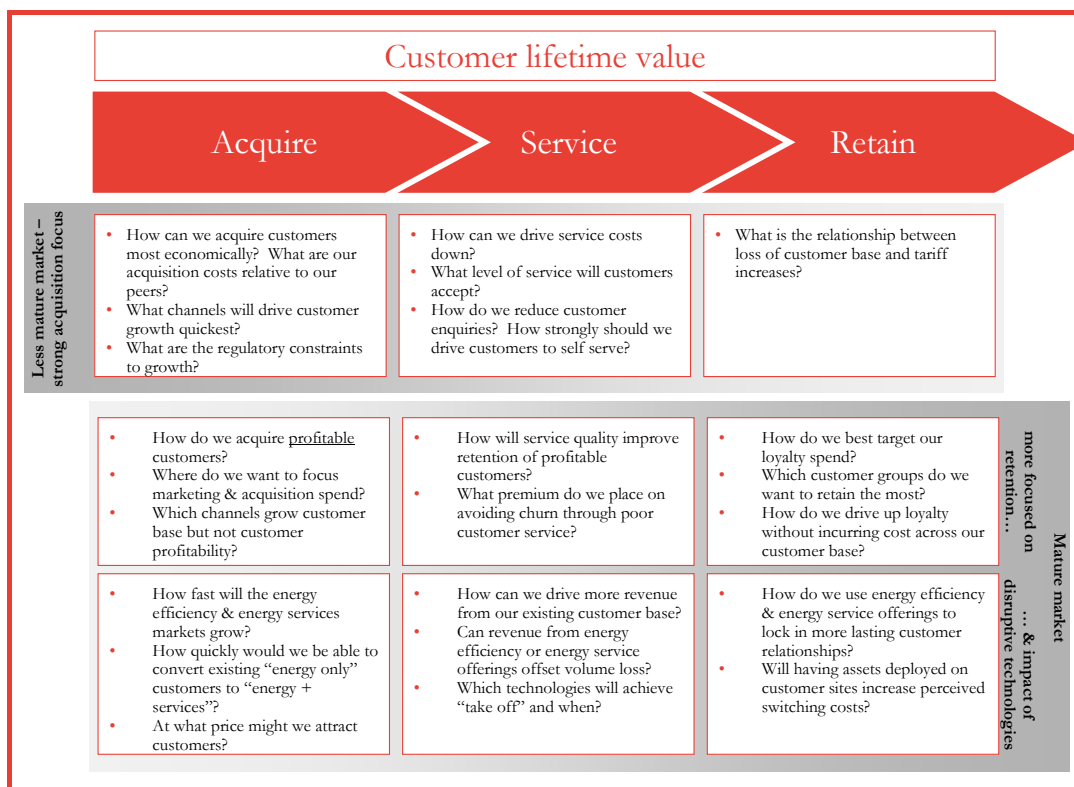 Customer lifetime value
Acquire
Service
Retain
Less mature market –
strong acquisition focus
• How can we acquire customers
most economically?  What are our
acquisition costs relative to our
peers?
• What channels will drive customer
growth quickest?
• What are the regulatory constraints
to growth?
• How can we drive service costs
down?
• What level of service will customers
accept?
• How do we reduce customer
enquiries?  How strongly should we
drive customers to self serve?
• What is the relationship between
loss of customer base and tariff
increases?
• How do we acquire profitable
customers?
• Where do we want to focus
marketing & acquisition spend?
• Which channels grow customer
base but not customer
profitability?
• How will service quality improve
retention of profitable
customers?
• What premium do we place on
avoiding churn through poor
customer service?
• How do we best target our
loyalty spend?
• Which customer groups do we
want to retain the most?
• How do we drive up loyalty
without incurring cost across our
customer base?
more focused on
retention…
Mature market
• How fast will the energy
efficiency & energy services
markets grow?
• How quickly would we be able to
convert existing “energy only”
customers to “energy +
services”?
• At what price might we attract
customers?
• How can we drive more revenue
from our existing customer base?
• Can revenue from energy
efficiency or energy service
offerings offset volume loss?
• Which technologies will achieve
“take off” and when?
• How do we use energy efficiency
& energy service offerings to
lock in more lasting customer
relationships?
• Will having assets deployed on
customer sites increase perceived
switching costs?
… & impact of
disruptive technologies